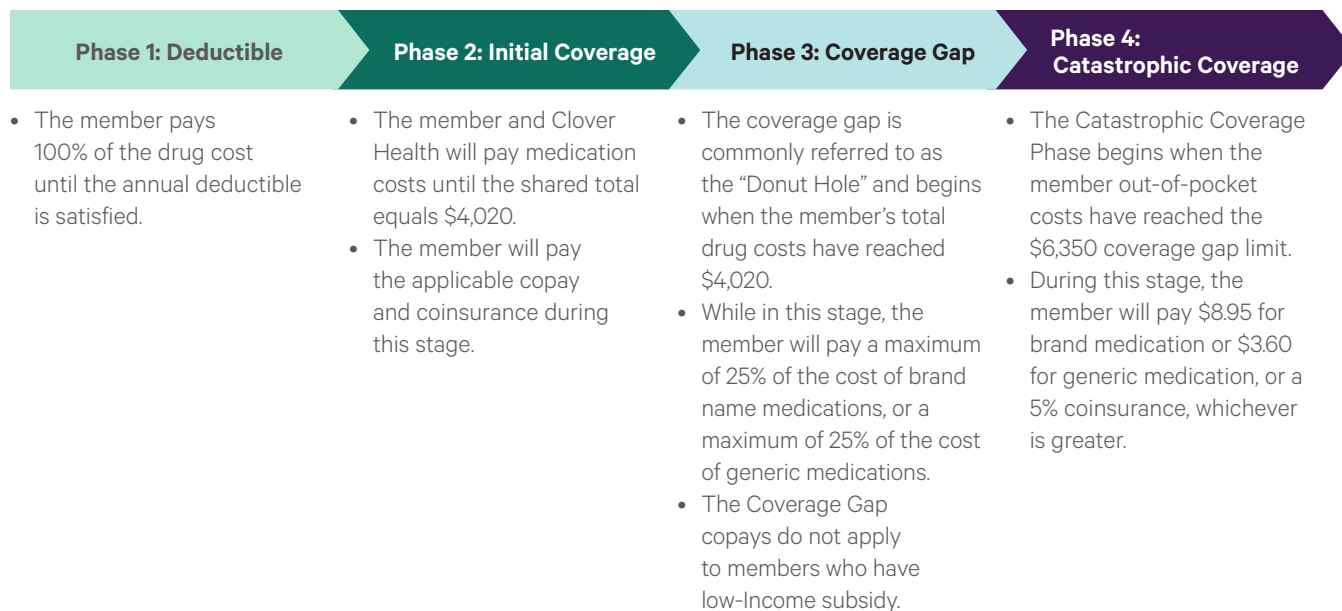 Phase 1: Deductible
Phase 2: Initial Coverage
Phase 3: Coverage Gap
Phase 4:
Catastrophic Coverage
• The member pays
100% of the drug cost
until the annual deductible
is satisfied.
• The member and Clover
Health will pay medication
costs until the shared total
equals $4,020.
• The member will pay
the applicable copay
and coinsurance during
this stage.
• The coverage gap is
commonly referred to as
the “Donut Hole” and begins
when the member’s total
drug costs have reached
$4,020.
• While in this stage, the
member will pay a maximum
of 25% of the cost of brand
name medications, or a
maximum of 25% of the cost
of generic medications.
• The Coverage Gap
copays do not apply
to members who have
low-Income subsidy.
• The Catastrophic Coverage
Phase begins when the
member out-of-pocket
costs have reached the
$6,350 coverage gap limit.
• During this stage, the
member will pay $8.95 for
brand medication or $3.60
for generic medication, or a
5% coinsurance, whichever
is greater.